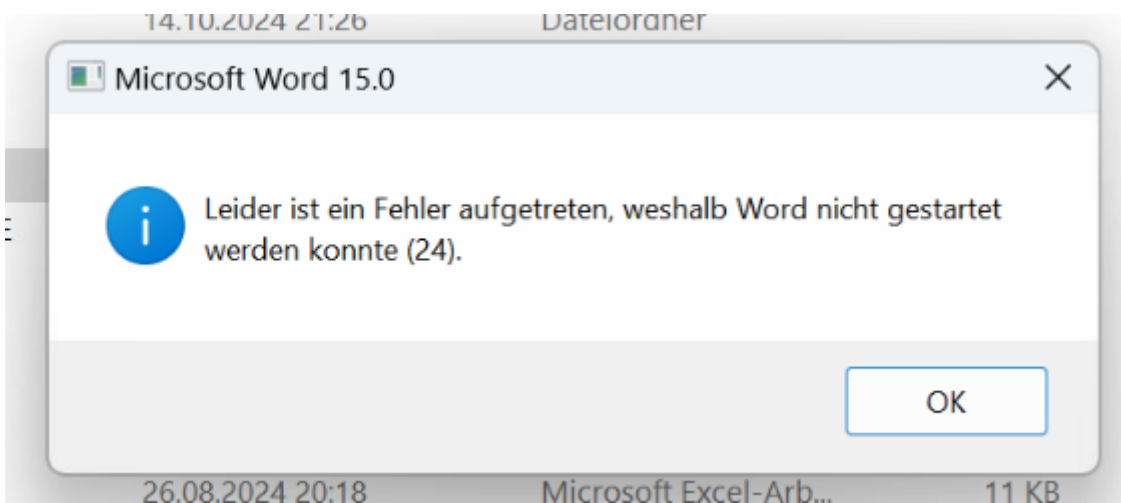 14.10.2024 21:26 Dateiordner
Microsoft Word 15.0
Leider ist ein Fehler aufgetreten, weshalb Word nicht gestartet
werden konnte (24).
OK
26.08.2024 20:18 Microsoft Excel-Arb... 11 KB